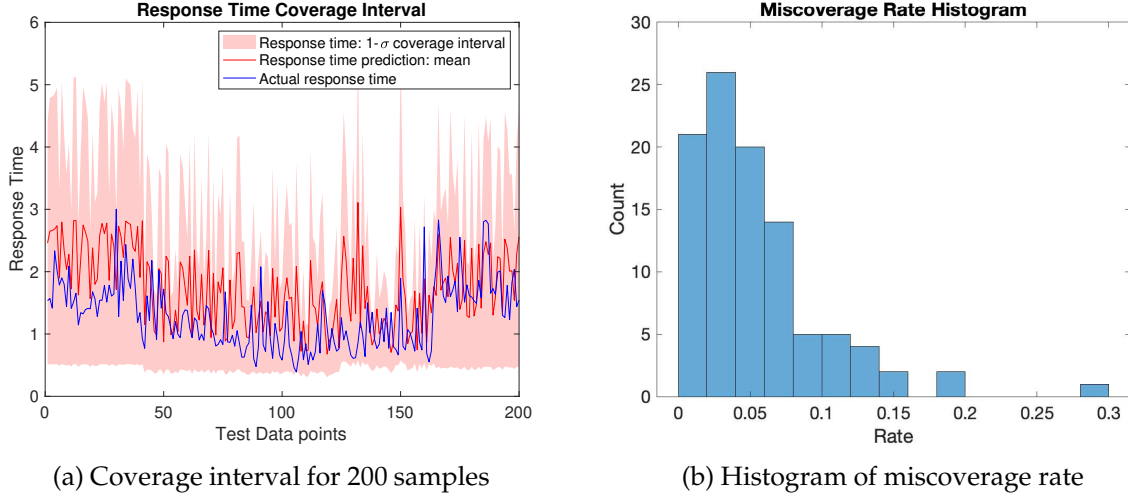 Response Time Coverage Interval
6
5
4
3
2
1
0
Response Time
Response time: 1-σ coverage interval
Response time prediction: mean
Actual response time
0 50 100 150 200
Test Data points
(a) Coverage interval for 200 samples
Miscoverage Rate Histogram
30
25
20
15
10
5
0
Count
0 0.05 0.1 0.15 0.2 0.25 0.3
Rate
(b) Histogram of miscoverage rate